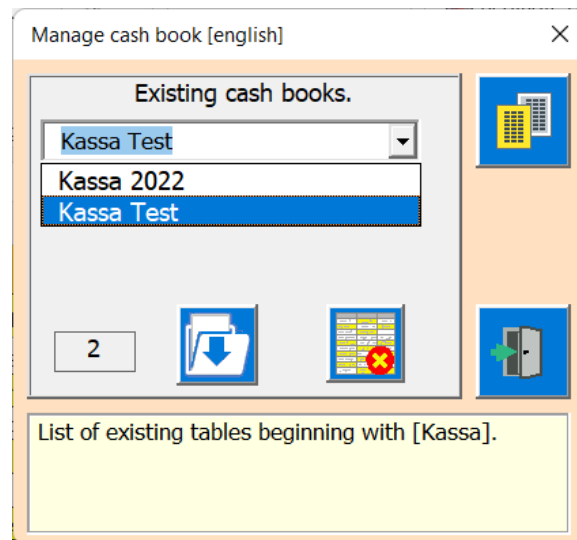 Manage cash book [english]
Existing cash books.
Kassa Test
Kassa 2022
Kassa Test
2
List of existing tables beginning with [Kassa].